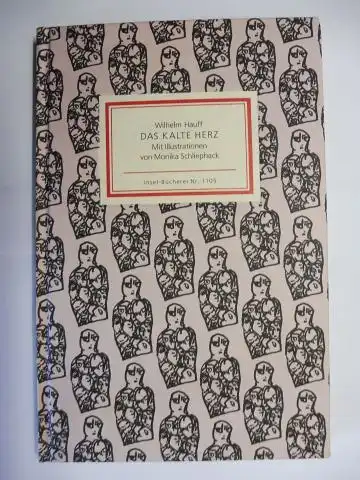 Wilhelm Hauff
DAS KALTE HERZ
Mit Illustrationen
von Monika Schliephack
Insel-Bücherei Nr. 1105